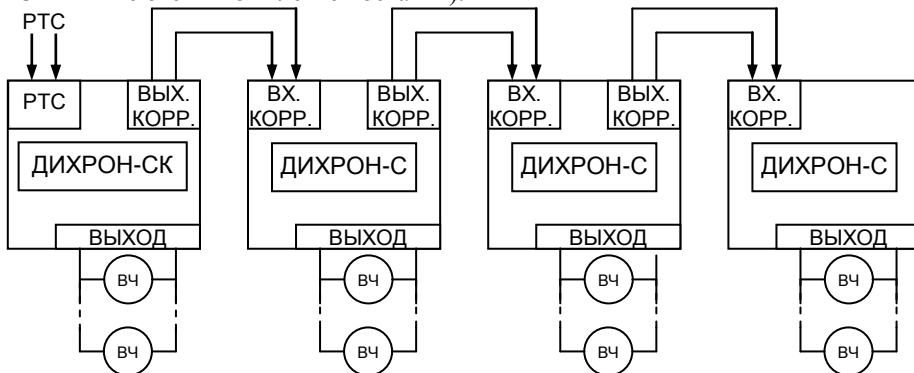 РТС
РТС
ВЫХ.
КОРР.
ВХ.
КОРР.
ВЫХ.
КОРР.
ВХ.
КОРР.
ВЫХ.
КОРР.
ВХ.
КОРР.
ДИХРОН-СК
ДИХРОН-С
ДИХРОН-С
ДИХРОН-С
ВЫХОД
ВЫХОД
ВЫХОД
ВЫХОД
ВЧ
ВЧ
ВЧ
ВЧ
ВЧ
ВЧ
ВЧ
ВЧ